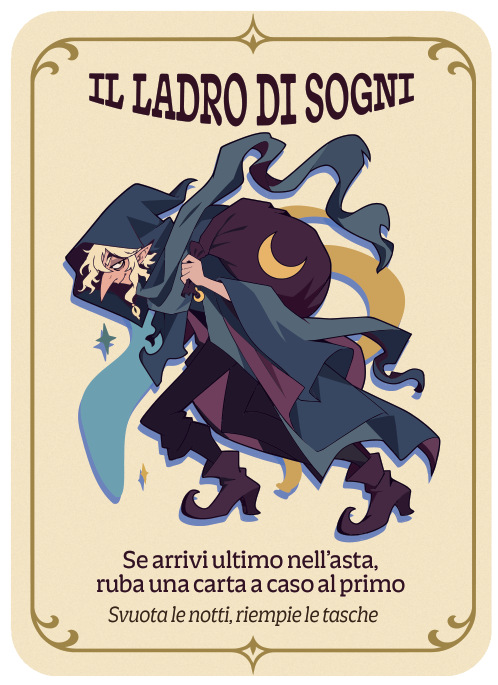 IL LADRO DI SOGNI
Se arrivi ultimo nell'asta,
ruba una carta a caso al primo
Svuota le notti, riempie le tasche